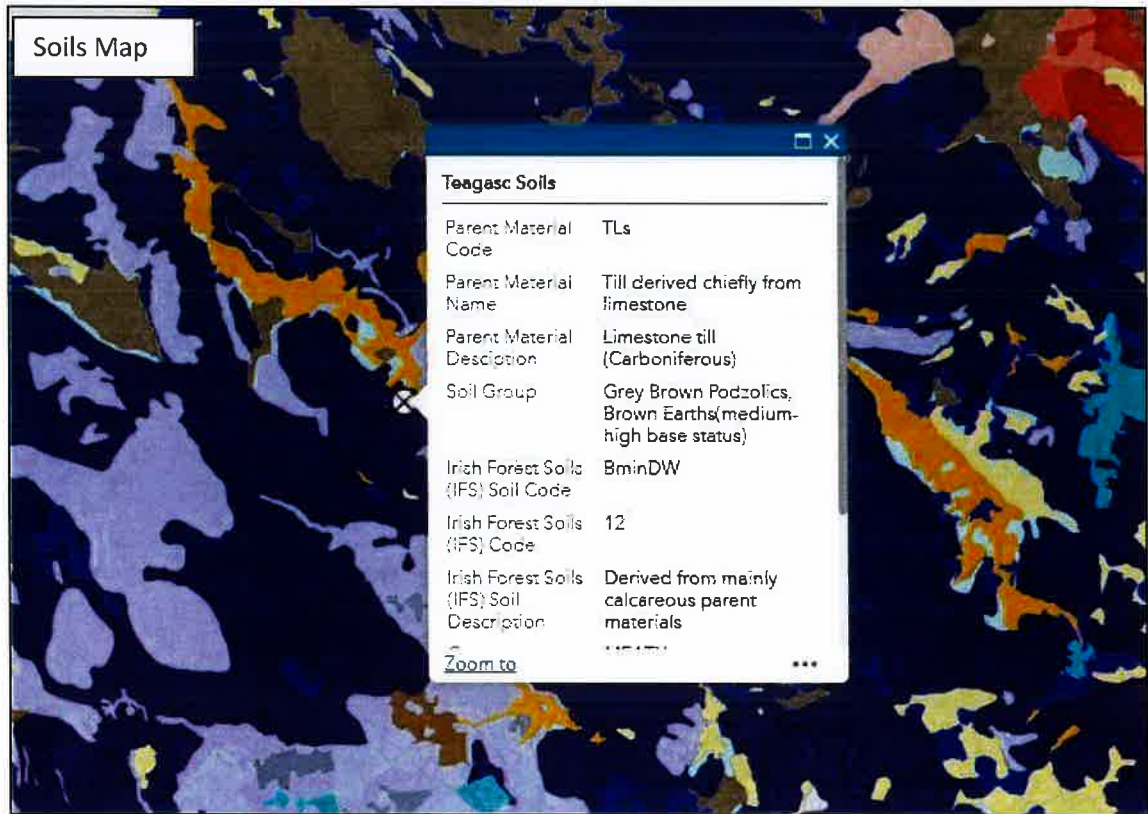 Soils Map
Teagasc Soils
Parent Material TLs
Code
Parent Material Till derived chiefly from
Name limestone
Parent Material Limestone till
Desciption (Carboniferous)
Soil Group Grey Brown Podzolics,
Brown Earths(medium-
high base status)
Irish Forest Soils BminDW
(IFS) Soil Code
Irish Forest Soils 12
(IFS) Code
Irish Forest Soils Derived from mainly
(IFS) Soil calcareous parent
Description materials
Zoom to